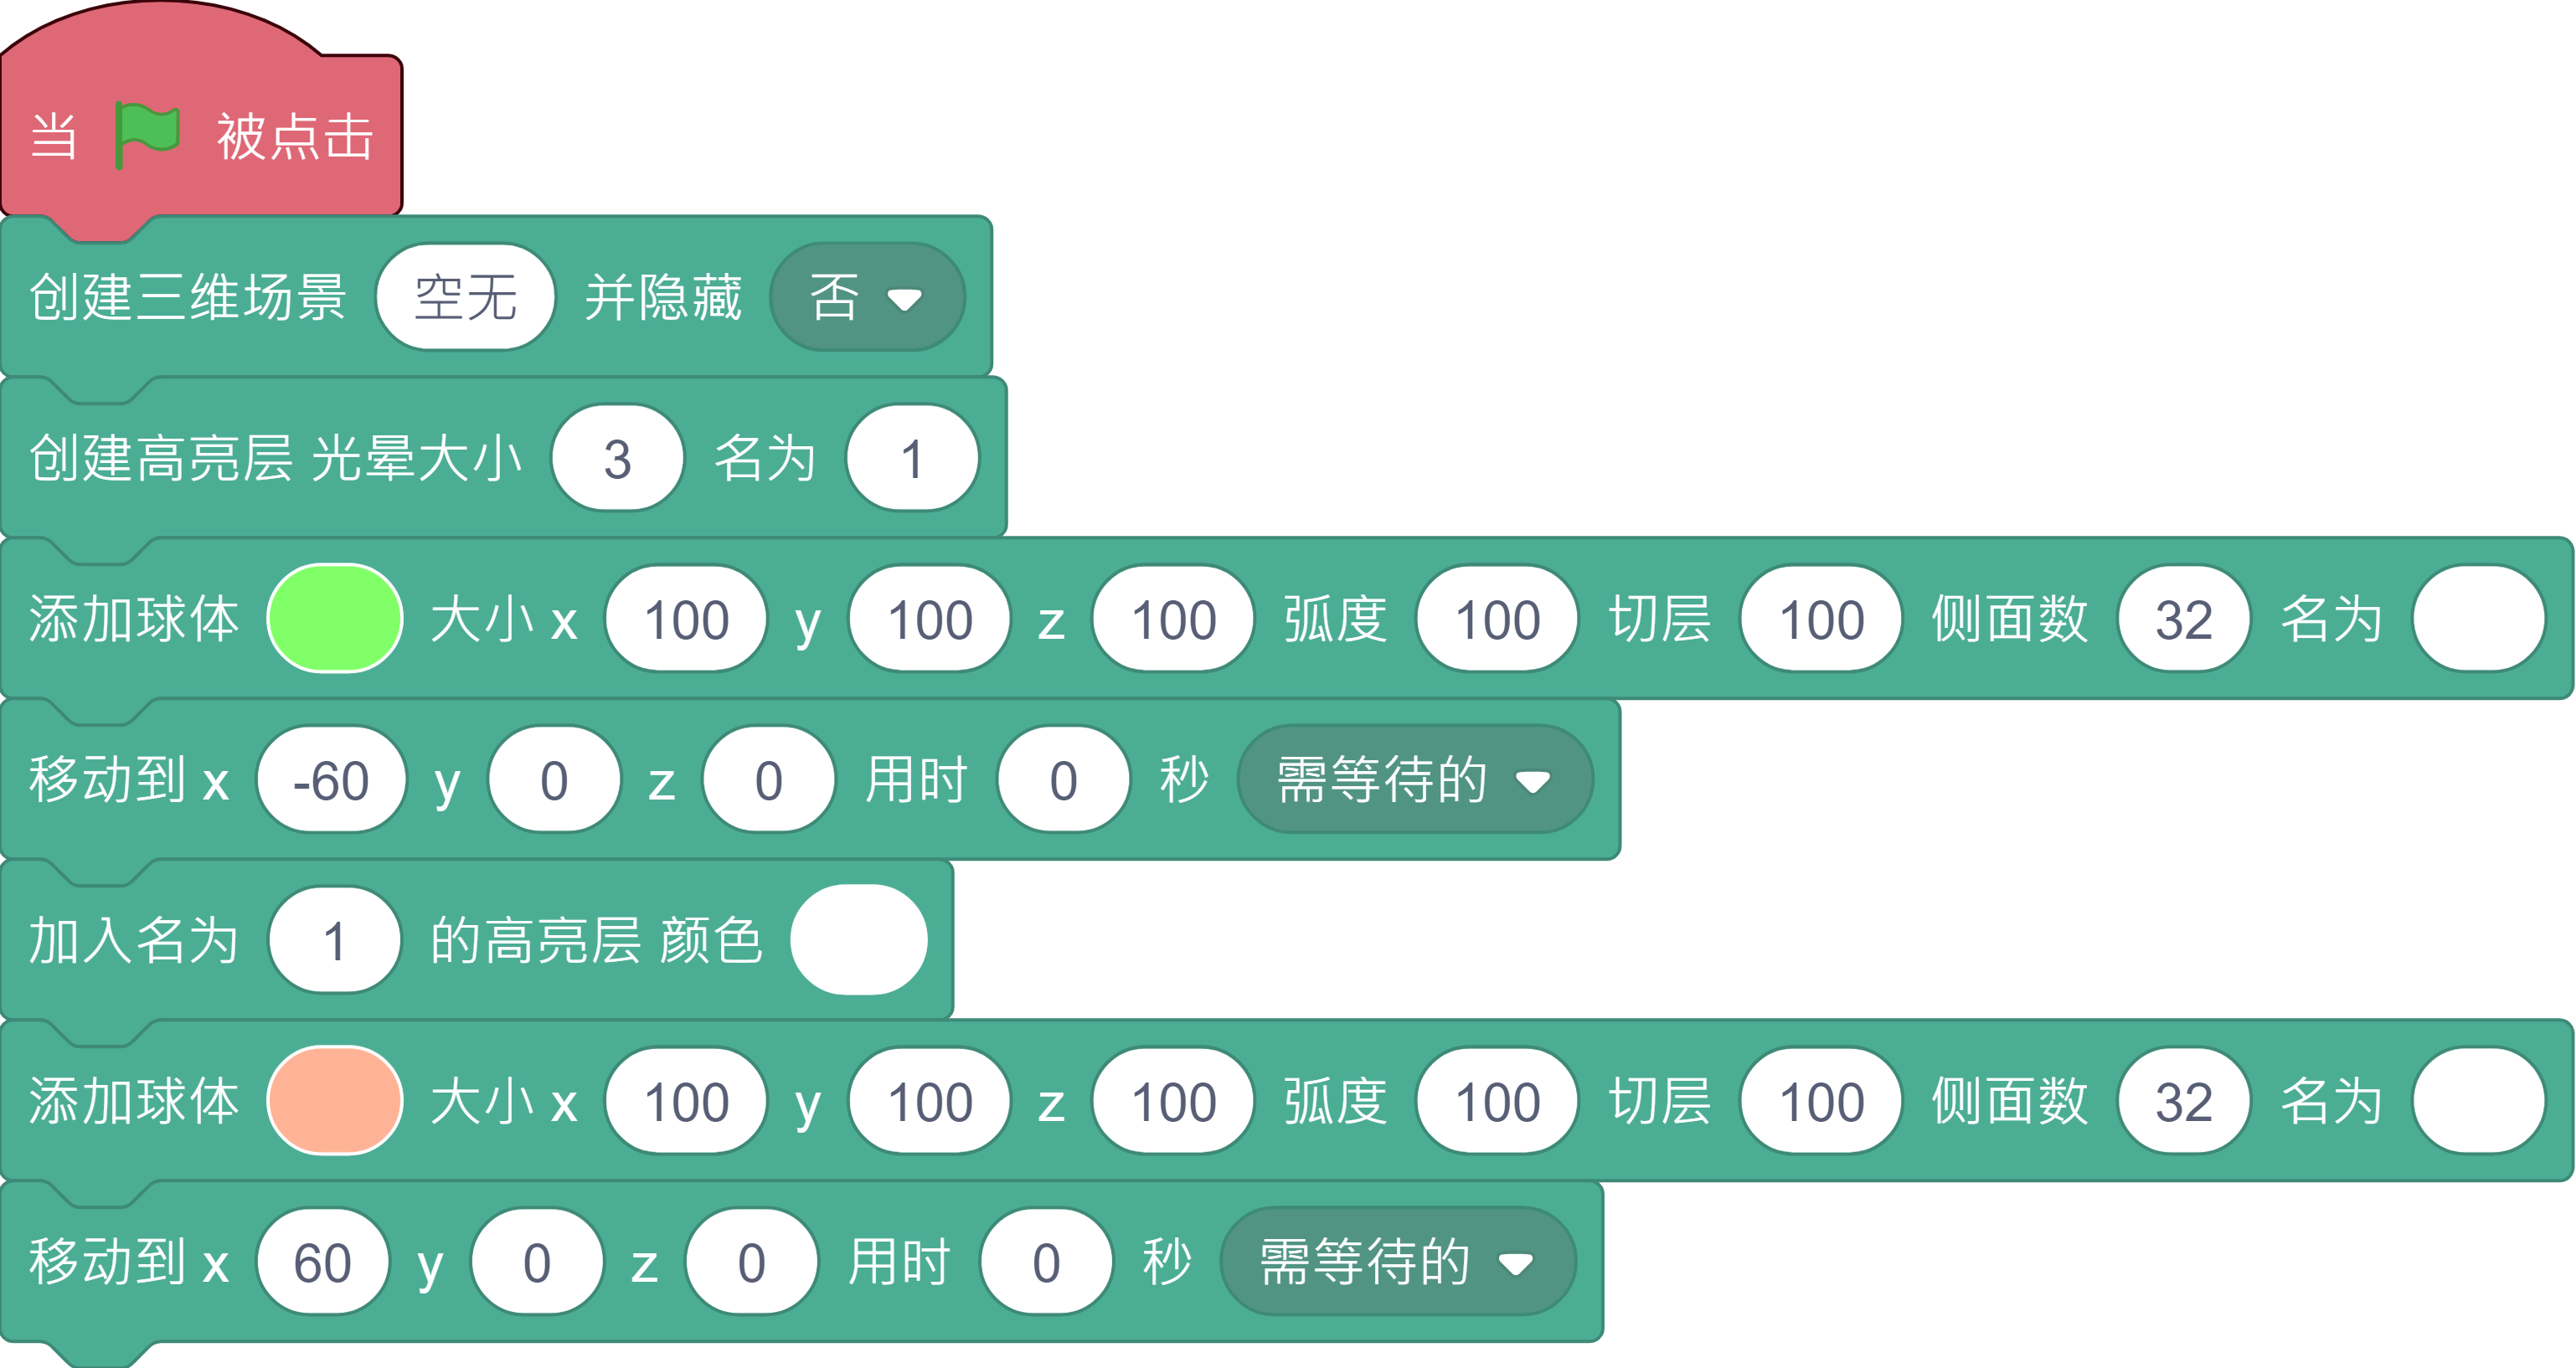 当 被点击
创建三维场景 空无 并隐藏 否
创建高亮层 光晕大小 3 名为 1
添加球体 大小 x 100 y 100 z 100 弧度 100 切层 100 侧面数 32 名为
移动到 x -60 y 0 z 0 用时 0 秒 需等待的
加入名为 1 的高亮层 颜色
添加球体 大小 x 100 y 100 z 100 弧度 100 切层 100 侧面数 32 名为
移动到 x 60 y 0 z 0 用时 0 秒 需等待的